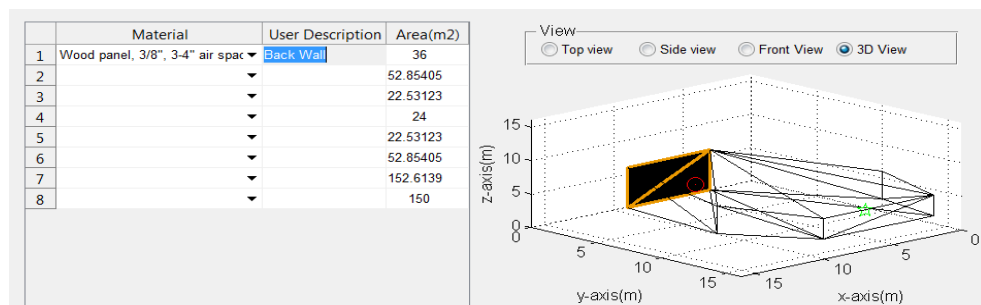 Material User Description Area(m2)
1 Wood panel, 3/8", 3-4" air spac Back Wall 36
2 52.85405
3 22.53123
4 24
5 22.53123
6 52.85405
7 152.6139
8 150
View
Top view Side view Front View 3D View
15
10
5
0
z-axis(m)
0
5
10
15
y-axis(m)
15
10
5
0
x-axis(m)